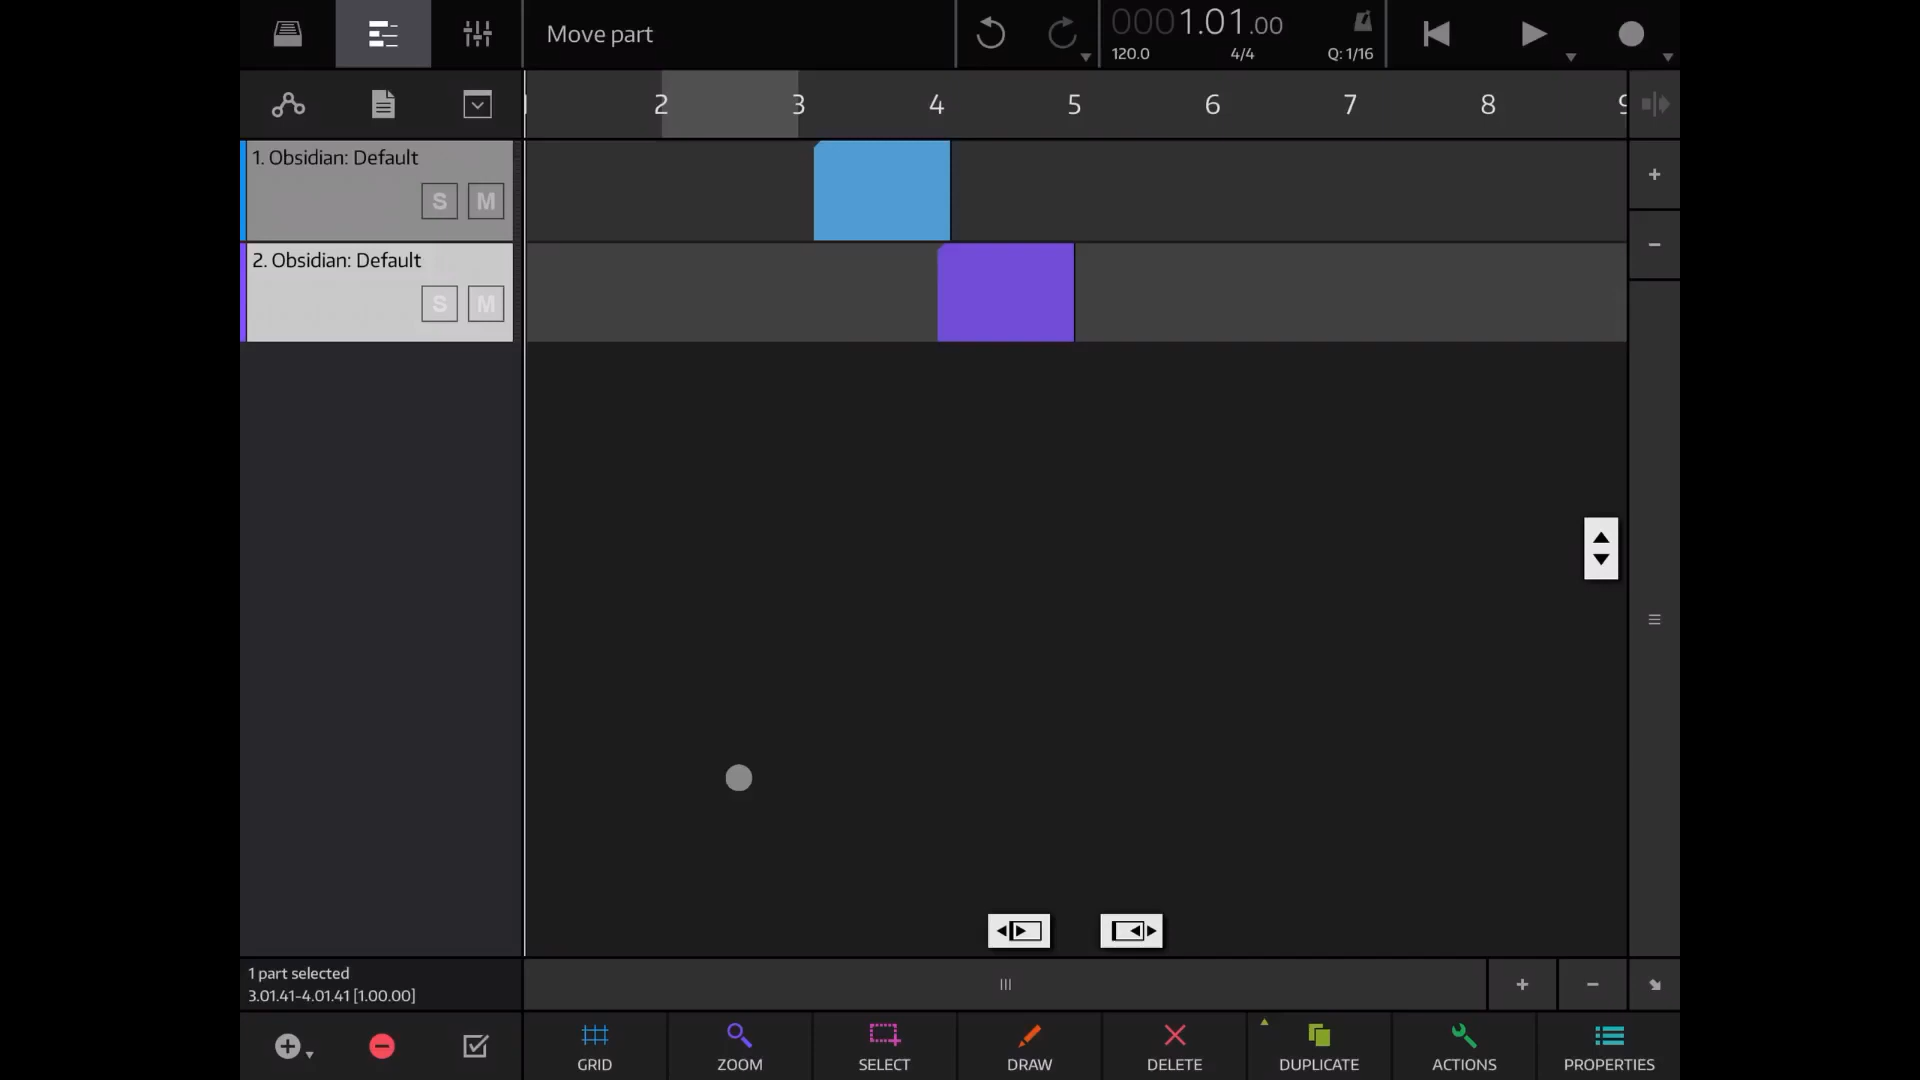 Move part
0001.01.00
120.0
4/4
Q: 1/16
2 3 4 5 6 7 8
1. Obsidian: Default
S M
2. Obsidian: Default
S M
1 part selected
3.01.41-4.01.41 [1.00.00]
GRID
ZOOM
SELECT
DRAW
DELETE
DUPLICATE
ACTIONS
PROPERTIES